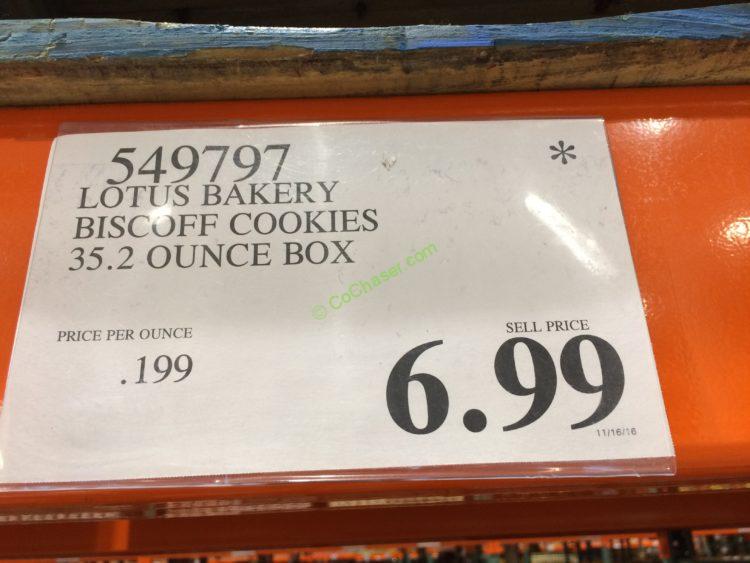 549797 *
LOTUS BAKERY
BISCOFF COOKIES
35.2 OUNCE BOX
© CoChaser.com
PRICE PER OUNCE
.199
SELL PRICE
6.99
11/16/16